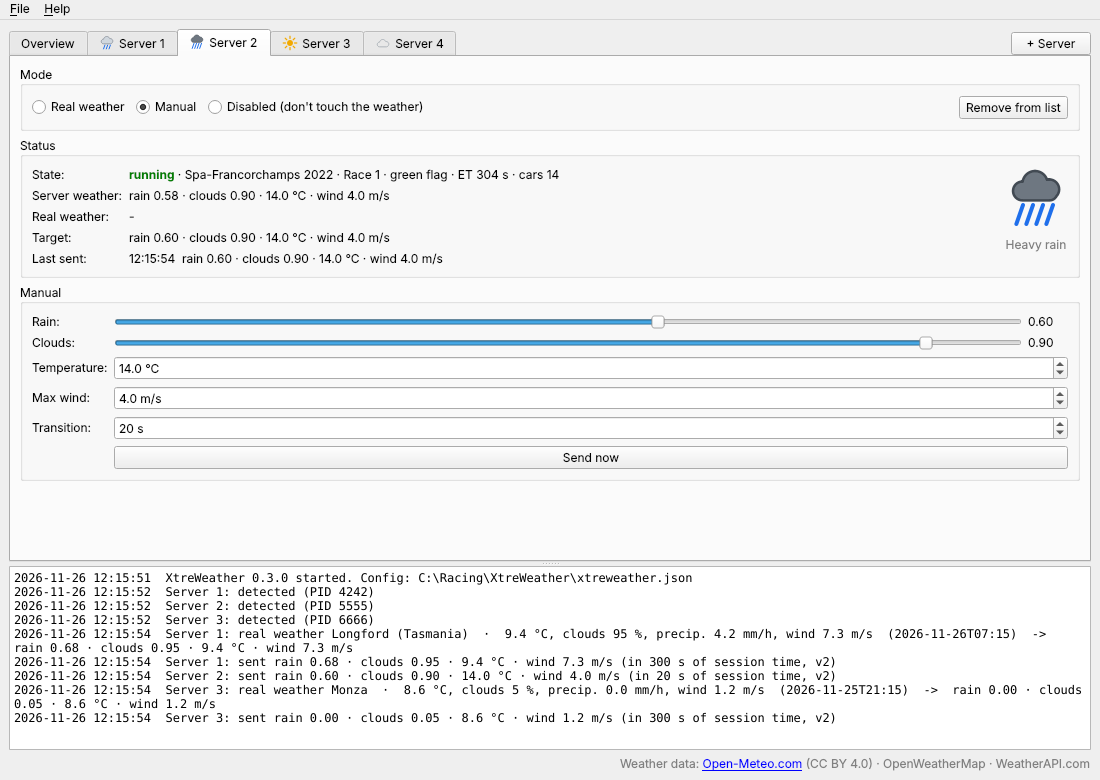 File Help
Overview Server 1 Server 2 Server 3 Server 4 + Server
Mode
Real weather Manual Disabled (don't touch the weather) Remove from list
Status
State: running · Spa-Francorchamps 2022 · Race 1 · green flag · ET 304 s · cars 14
Server weather: rain 0.58 · clouds 0.90 · 14.0 °C · wind 4.0 m/s
Real weather: -
Target: rain 0.60 · clouds 0.90 · 14.0 °C · wind 4.0 m/s
Last sent: 12:15:54 rain 0.60 · clouds 0.90 · 14.0 °C · wind 4.0 m/s
Heavy rain
Manual
Rain: 0.60
Clouds: 0.90
Temperature: 14.0 °C
Max wind: 4.0 m/s
Transition: 20 s
Send now
2026-11-26 12:15:51 XtreWeather 0.3.0 started. Config: C:\Racing\XtreWeather\xtreweather.json
2026-11-26 12:15:52 Server 1: detected (PID 4242)
2026-11-26 12:15:52 Server 2: detected (PID 5555)
2026-11-26 12:15:52 Server 3: detected (PID 6666)
2026-11-26 12:15:54 Server 1: real weather Longford (Tasmania) · 9.4 °C, clouds 95 %, precip. 4.2 mm/h, wind 7.3 m/s (2026-11-26T07:15) ->
rain 0.68 · clouds 0.95 · 9.4 °C · wind 7.3 m/s
2026-11-26 12:15:54 Server 1: sent rain 0.68 · clouds 0.95 · 9.4 °C · wind 7.3 m/s (in 300 s of session time, v2)
2026-11-26 12:15:54 Server 2: sent rain 0.60 · clouds 0.90 · 14.0 °C · wind 4.0 m/s (in 20 s of session time, v2)
2026-11-26 12:15:54 Server 3: real weather Monza · 8.6 °C, clouds 5 %, precip. 0.0 mm/h, wind 1.2 m/s (2026-11-25T21:15) -> rain 0.00 · clouds
0.05 · 8.6 °C · wind 1.2 m/s
2026-11-26 12:15:54 Server 3: sent rain 0.00 · clouds 0.05 · 8.6 °C · wind 1.2 m/s (in 300 s of session time, v2)
Weather data: Open-Meteo.com (CC BY 4.0) · OpenWeatherMap · WeatherAPI.com